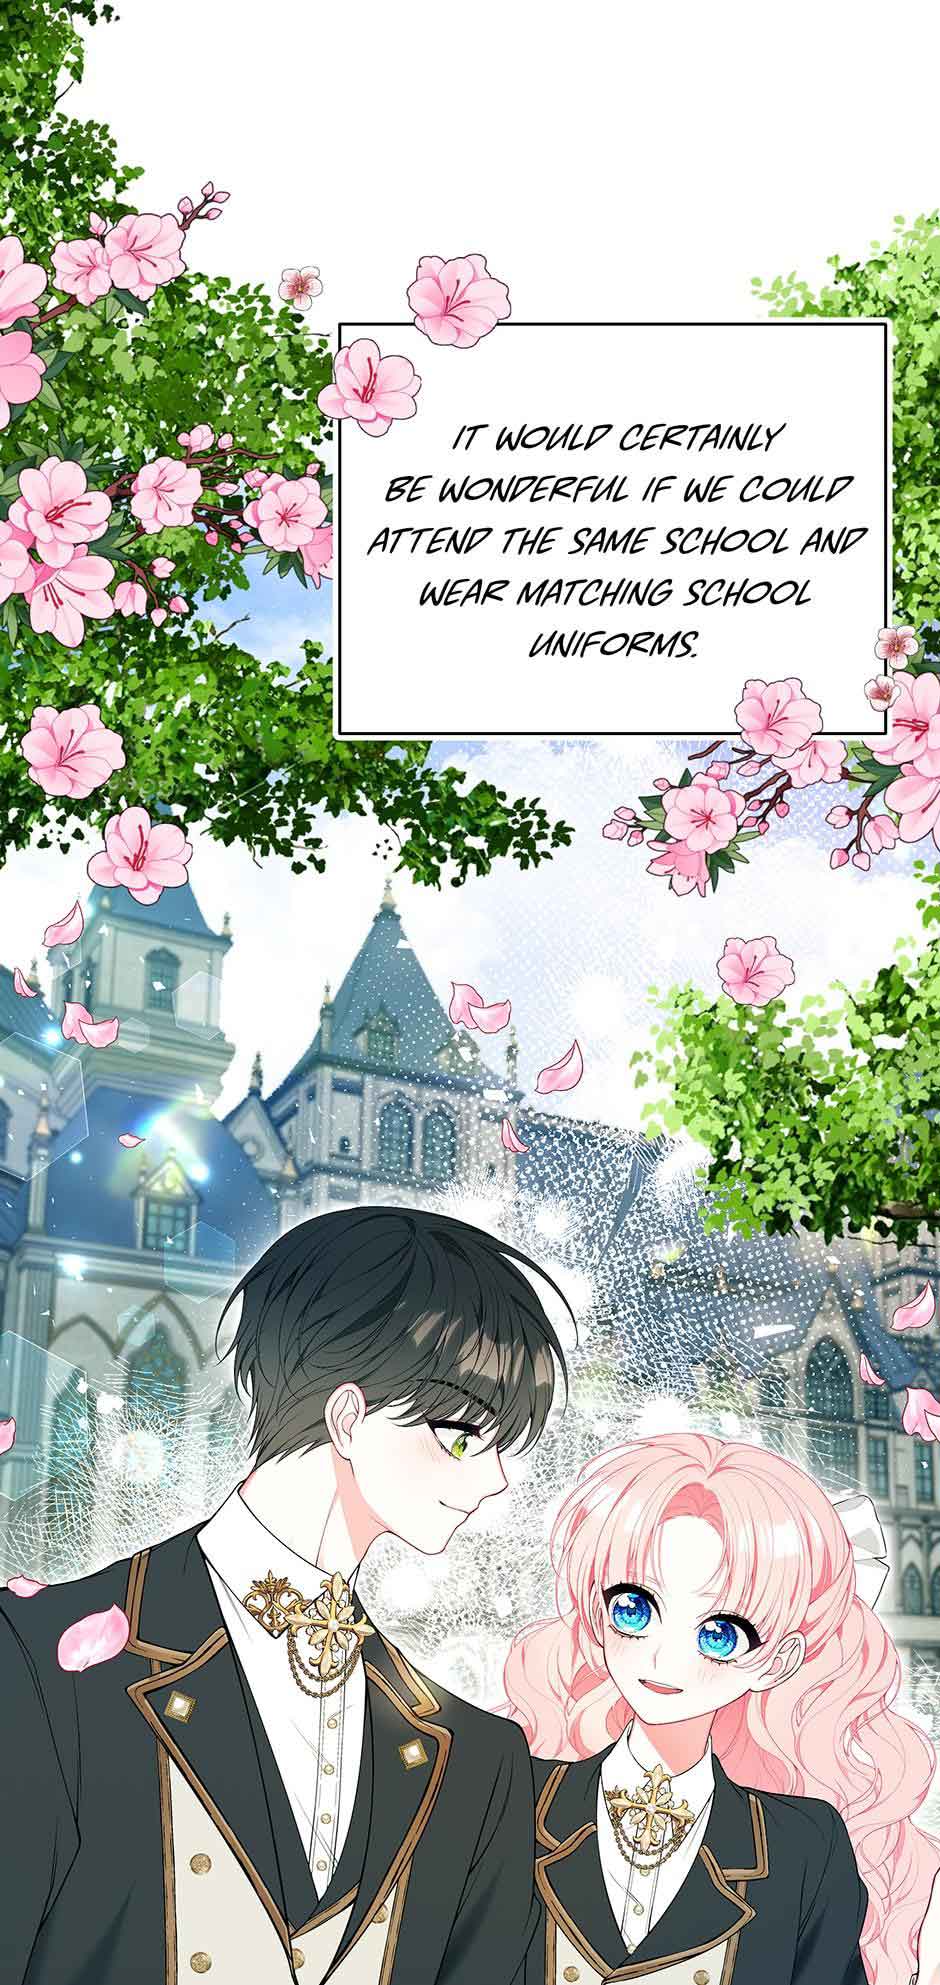 IT WOULD CERTAINLY
BE WONDERFUL IF WE COULD
ATTEND THE SAME SCHOOL AND
WEAR MATCHING SCHOOL
UNIFORMS.